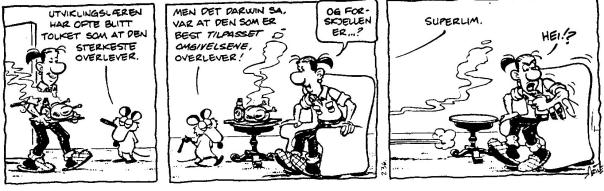 UTVIKLINGSLÆREN
HAR OFTE BLITT
TOLKET SOM AT DEN
STERKESTE
OVERLEVER.
MEN DET DARWIN SA,
VAR AT DEN SOM ER
BEST TILPASSET
OMGIVELSENE,
OVERLEVER!
OG FOR-
SKJELLEN
ER...?
SUPERLIM.
HEI!?